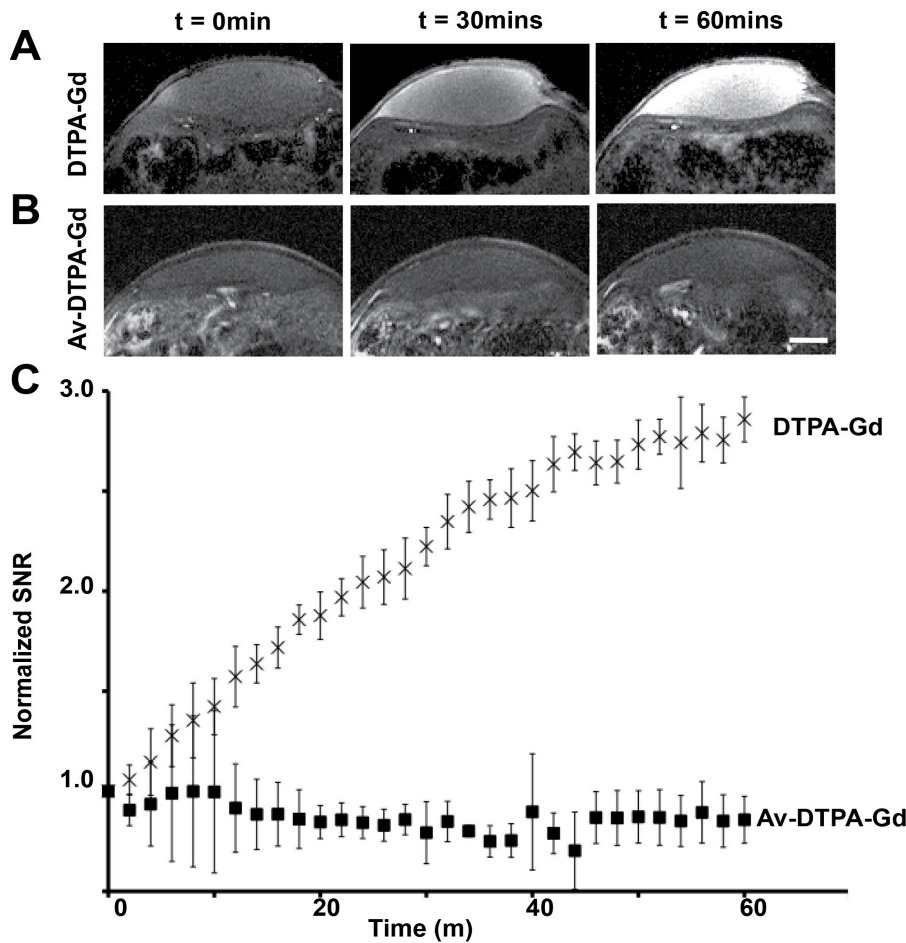 t = 0min t = 30mins t = 60mins
A
DTPA-Gd
B
Av-DTPA-Gd
C
3.0
2.0
1.0
Normalized SNR
DTPA-Gd
Av-DTPA-Gd
0 20 40 60
Time (m)